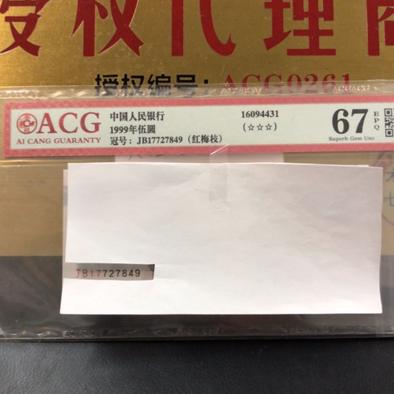 授权代理商
授权编号：ACG0261
ACG
AI CANG GUARANTY
中国人民银行
1999年伍圆
冠号：JB17727849（红梅枝）
16094431
（☆☆☆）
67
EPQ
Superb Gem Unc
JB17727849